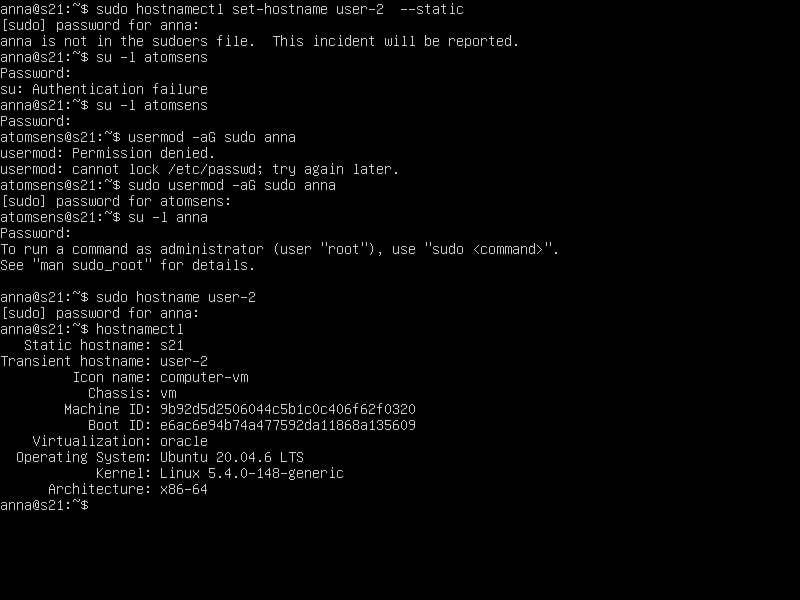 anna@s21:~$ sudo hostnamectl set-hostname user-2  --static
[sudo] password for anna:
anna is not in the sudoers file.  This incident will be reported.
anna@s21:~$ su -l atomsens
Password:
su: Authentication failure
anna@s21:~$ su -l atomsens
Password:
atomsens@s21:~$ usermod -aG sudo anna
usermod: Permission denied.
usermod: cannot lock /etc/passwd; try again later.
atomsens@s21:~$ sudo usermod -aG sudo anna
[sudo] password for atomsens:
atomsens@s21:~$ su -l anna
Password:
To run a command as administrator (user "root"), use "sudo <command>".
See "man sudo_root" for details.

anna@s21:~$ sudo hostname user-2
[sudo] password for anna:
anna@s21:~$ hostnamectl
   Static hostname: s21
Transient hostname: user-2
         Icon name: computer-vm
           Chassis: vm
        Machine ID: 9b92d5d2506044c5b1c0c406f62f0320
           Boot ID: e6ac6e94b74a477592da11868a135609
    Virtualization: oracle
  Operating System: Ubuntu 20.04.6 LTS
            Kernel: Linux 5.4.0-148-generic
      Architecture: x86-64
anna@s21:~$